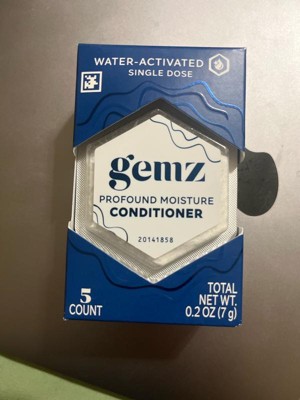 WATER-ACTIVATED
SINGLE DOSE
gemz
PROFOUND MOISTURE
CONDITIONER
20141858
5
COUNT
TOTAL
NET WT.
0.2 OZ (7 g)